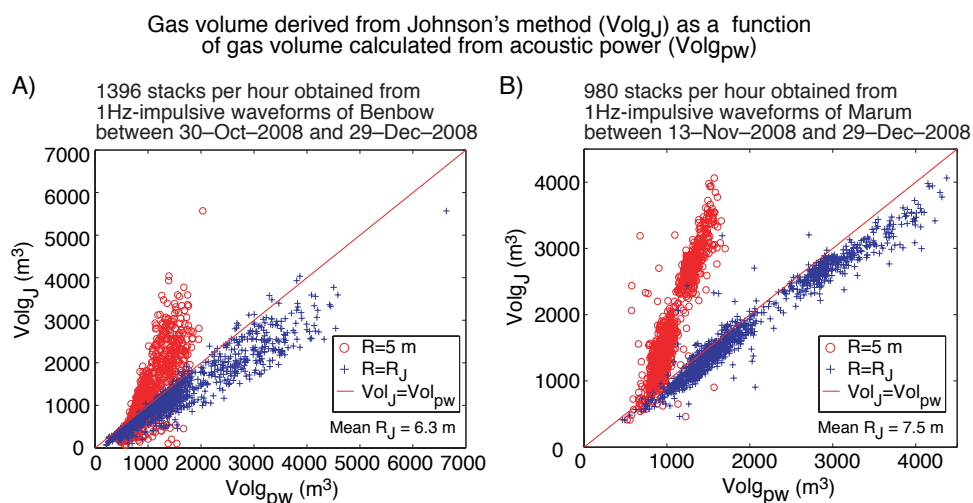 Gas volume derived from Johnson's method (VolgJ) as a function
of gas volume calculated from acoustic power (Volgpw)
A)
1396 stacks per hour obtained from
1Hz-impulsive waveforms of Benbow
between 30–Oct–2008 and 29–Dec–2008
7000
6000
5000
4000
3000
2000
1000
0
VolgJ (m³)
R=5 m
R=RJ
VolJ=Volpw
Mean RJ = 6.3 m
0 1000 2000 3000 4000 5000 6000 7000
Volgpw (m³)
B)
980 stacks per hour obtained from
1Hz-impulsive waveforms of Marum
between 13–Nov–2008 and 29–Dec–2008
4000
3000
2000
1000
0
VolgJ (m³)
R=5 m
R=RJ
VolJ=Volpw
Mean RJ = 7.5 m
0 1000 2000 3000 4000
Volgpw (m³)